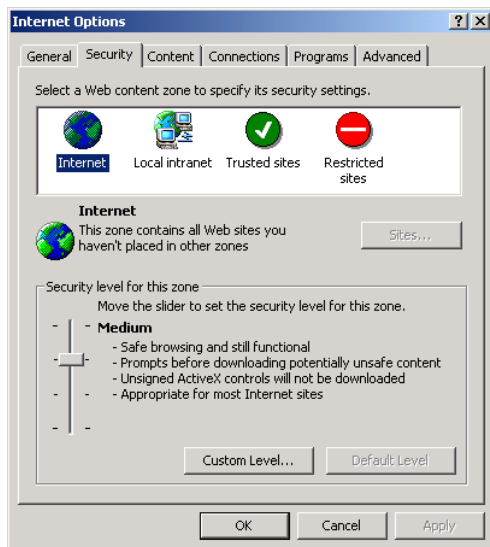 Internet Options
General Security Content Connections Programs Advanced
Select a Web content zone to specify its security settings.
Internet Local intranet Trusted sites Restricted
sites
Internet
This zone contains all Web sites you
haven't placed in other zones
Sites...
Security level for this zone
Move the slider to set the security level for this zone.
Medium
- Safe browsing and still functional
- Prompts before downloading potentially unsafe content
- Unsigned ActiveX controls will not be downloaded
- Appropriate for most Internet sites
Custom Level... Default Level
OK Cancel Apply